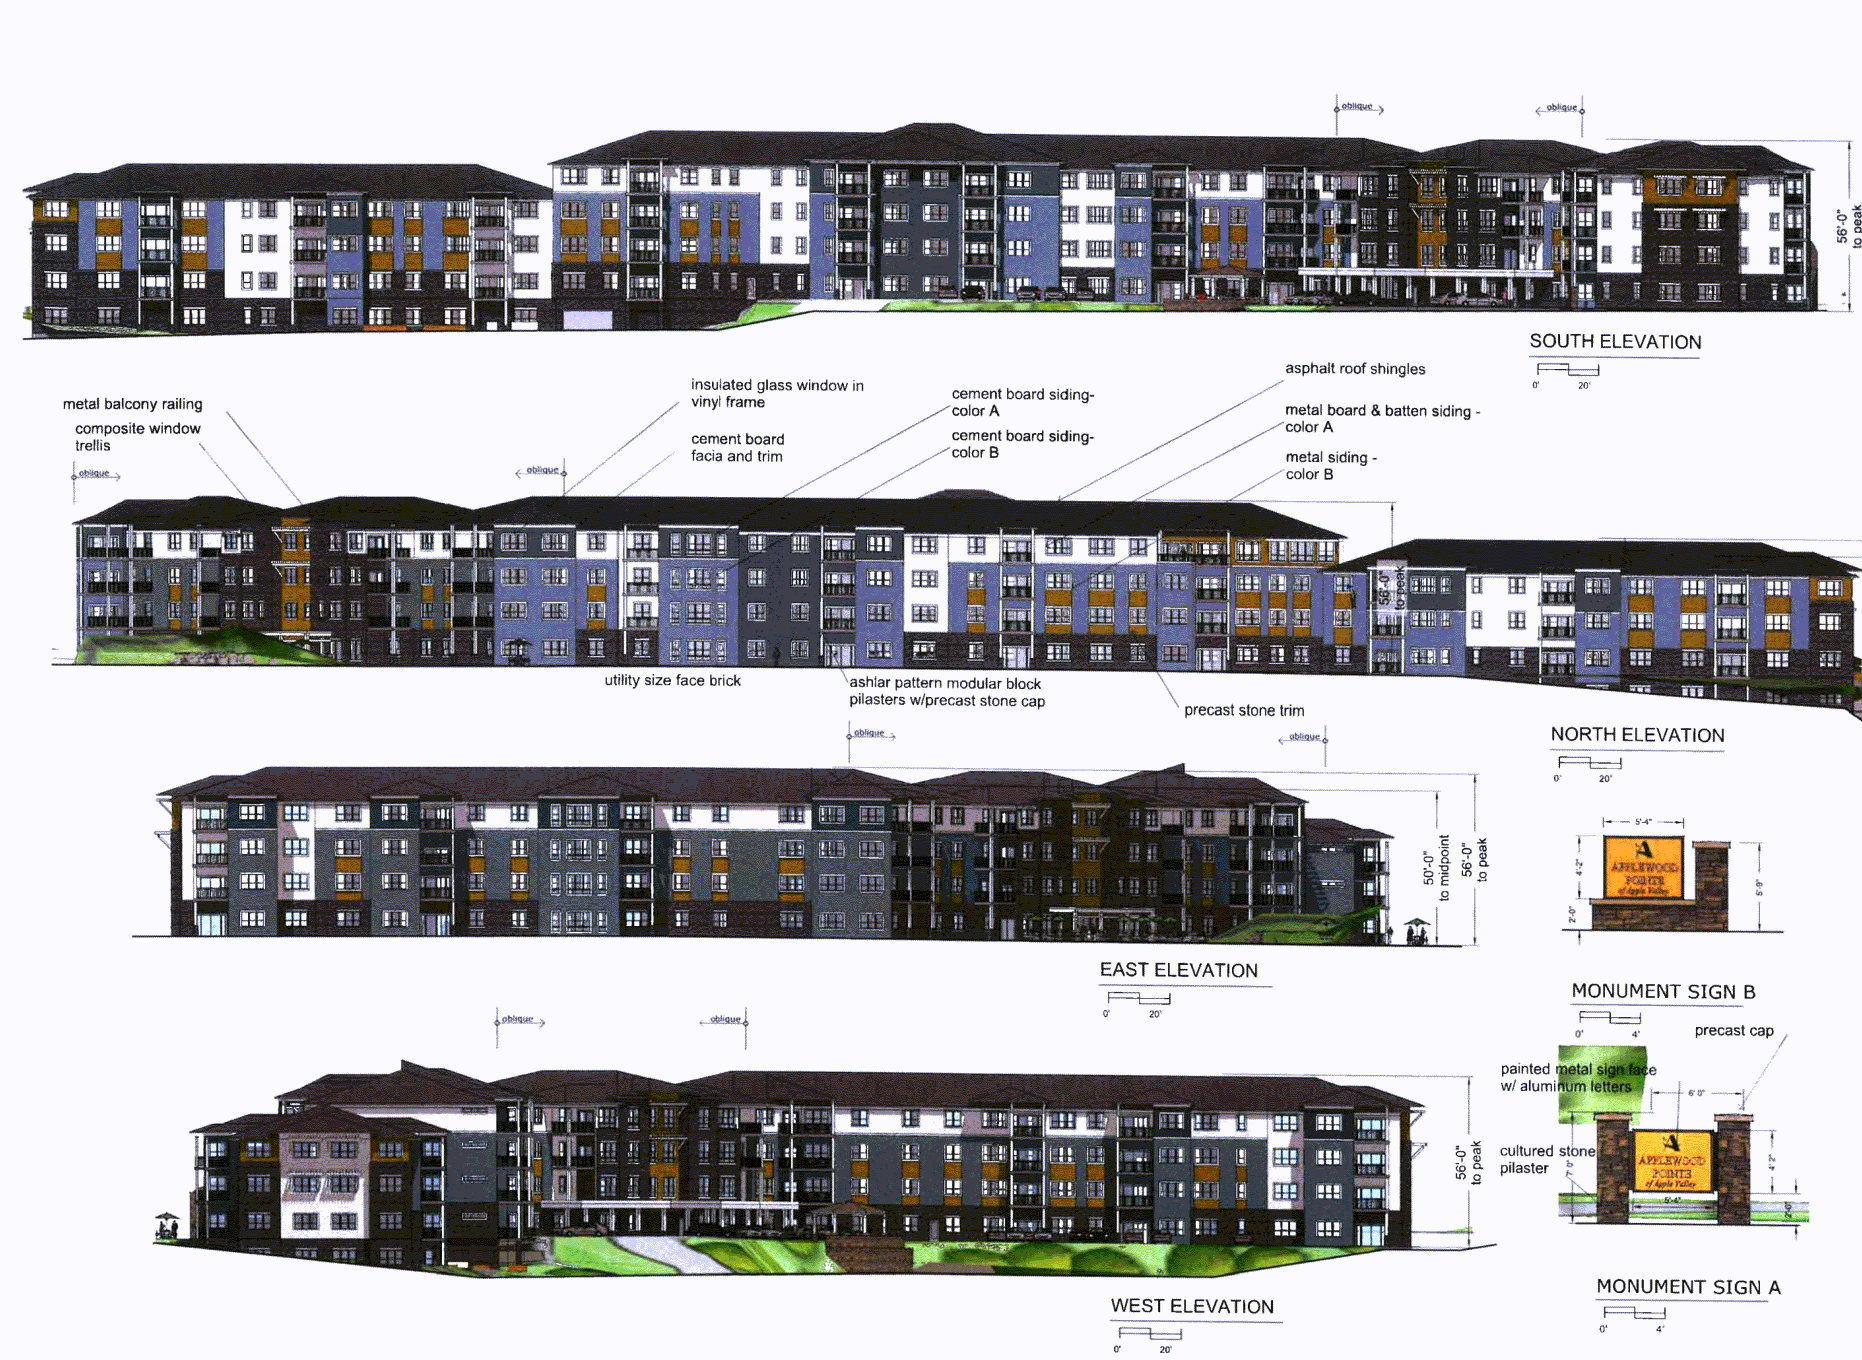 oblique
oblique
56'-0"
to peak
SOUTH ELEVATION
0' 20'
metal balcony railing
composite window
trellis
oblique
oblique
insulated glass window in
vinyl frame
cement board
facia and trim
cement board siding-
color A
cement board siding-
color B
asphalt roof shingles
metal board & batten siding -
color A
metal siding -
color B
56'-0"
to peak
utility size face brick
ashlar pattern modular block
pilasters w/precast stone cap
precast stone trim
NORTH ELEVATION
0' 20'
oblique
oblique
50'-0"
to midpoint
56'-0"
to peak
EAST ELEVATION
0' 20'
5'-4"
4'-2"
2'-0"
A
APPLEWOOD
POINTE
of Apple Valley
MONUMENT SIGN B
0' 4'
precast cap
painted metal sign face
w/ aluminum letters
6'0"
cultured stone
pilaster
7'0"
A
APPLEWOOD
POINTE
of Apple Valley
4'2"
5'-4"
2'-0"
MONUMENT SIGN A
0' 4'
oblique
oblique
56'-0"
to peak
WEST ELEVATION
0' 20'